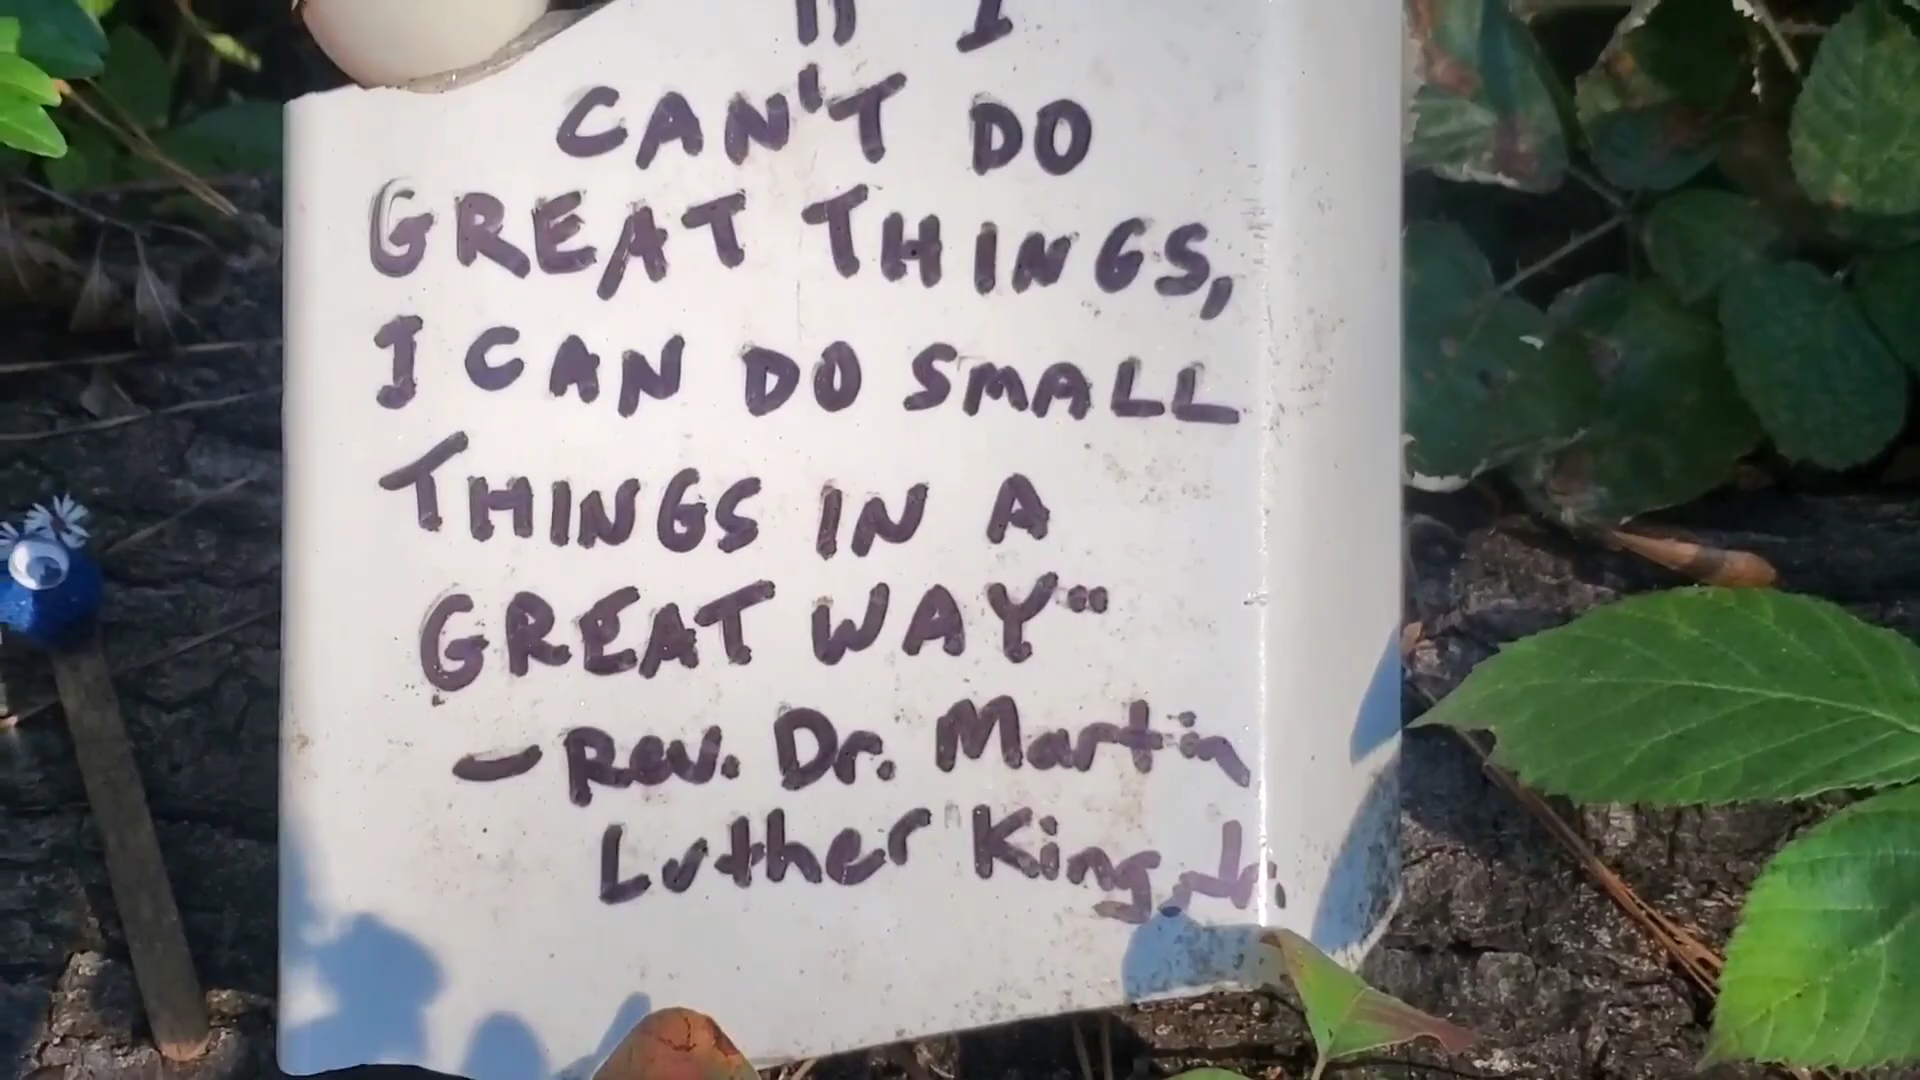 I
CAN'T DO
GREAT THINGS,
I CAN DO SMALL
THINGS IN A
GREAT WAY"
-Rev. Dr. Martin
Luther King, Jr.